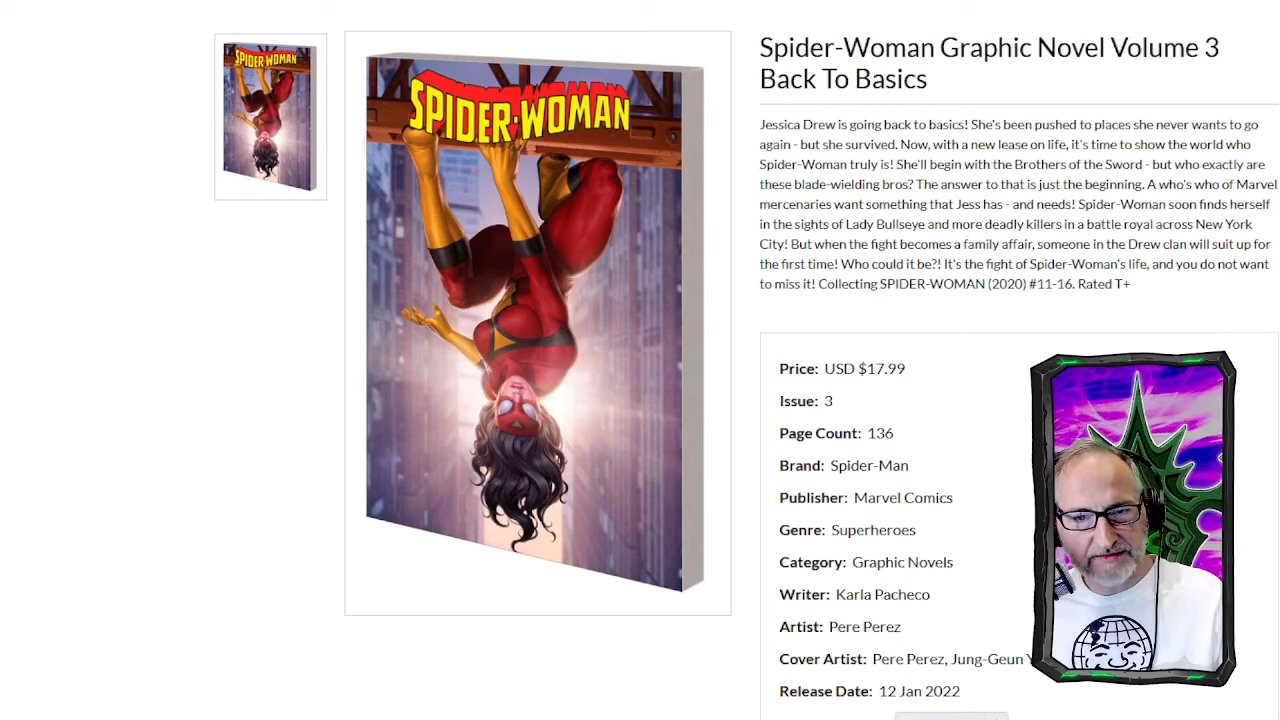 SPIDER-WOMAN
SPIDER-WOMAN
Spider-Woman Graphic Novel Volume 3
Back To Basics
Jessica Drew is going back to basics! She's been pushed to places she never wants to go
again - but she survived. Now, with a new lease on life, it's time to show the world who
Spider-Woman truly is! She'll begin with the Brothers of the Sword - but who exactly are
these blade-wielding bros? The answer to that is just the beginning. A who's who of Marvel
mercenaries want something that Jess has - and needs! Spider-Woman soon finds herself
in the sights of Lady Bullseye and more deadly killers in a battle royal across New York
City! But when the fight becomes a family affair, someone in the Drew clan will suit up for
the first time! Who could it be?! It's the fight of Spider-Woman's life, and you do not want
to miss it! Collecting SPIDER-WOMAN (2020) #11-16. Rated T+
Price: USD $17.99
Issue: 3
Page Count: 136
Brand: Spider-Man
Publisher: Marvel Comics
Genre: Superheroes
Category: Graphic Novels
Writer: Karla Pacheco
Artist: Pere Perez
Cover Artist: Pere Perez, Jung-Geun
Release Date: 12 Jan 2022